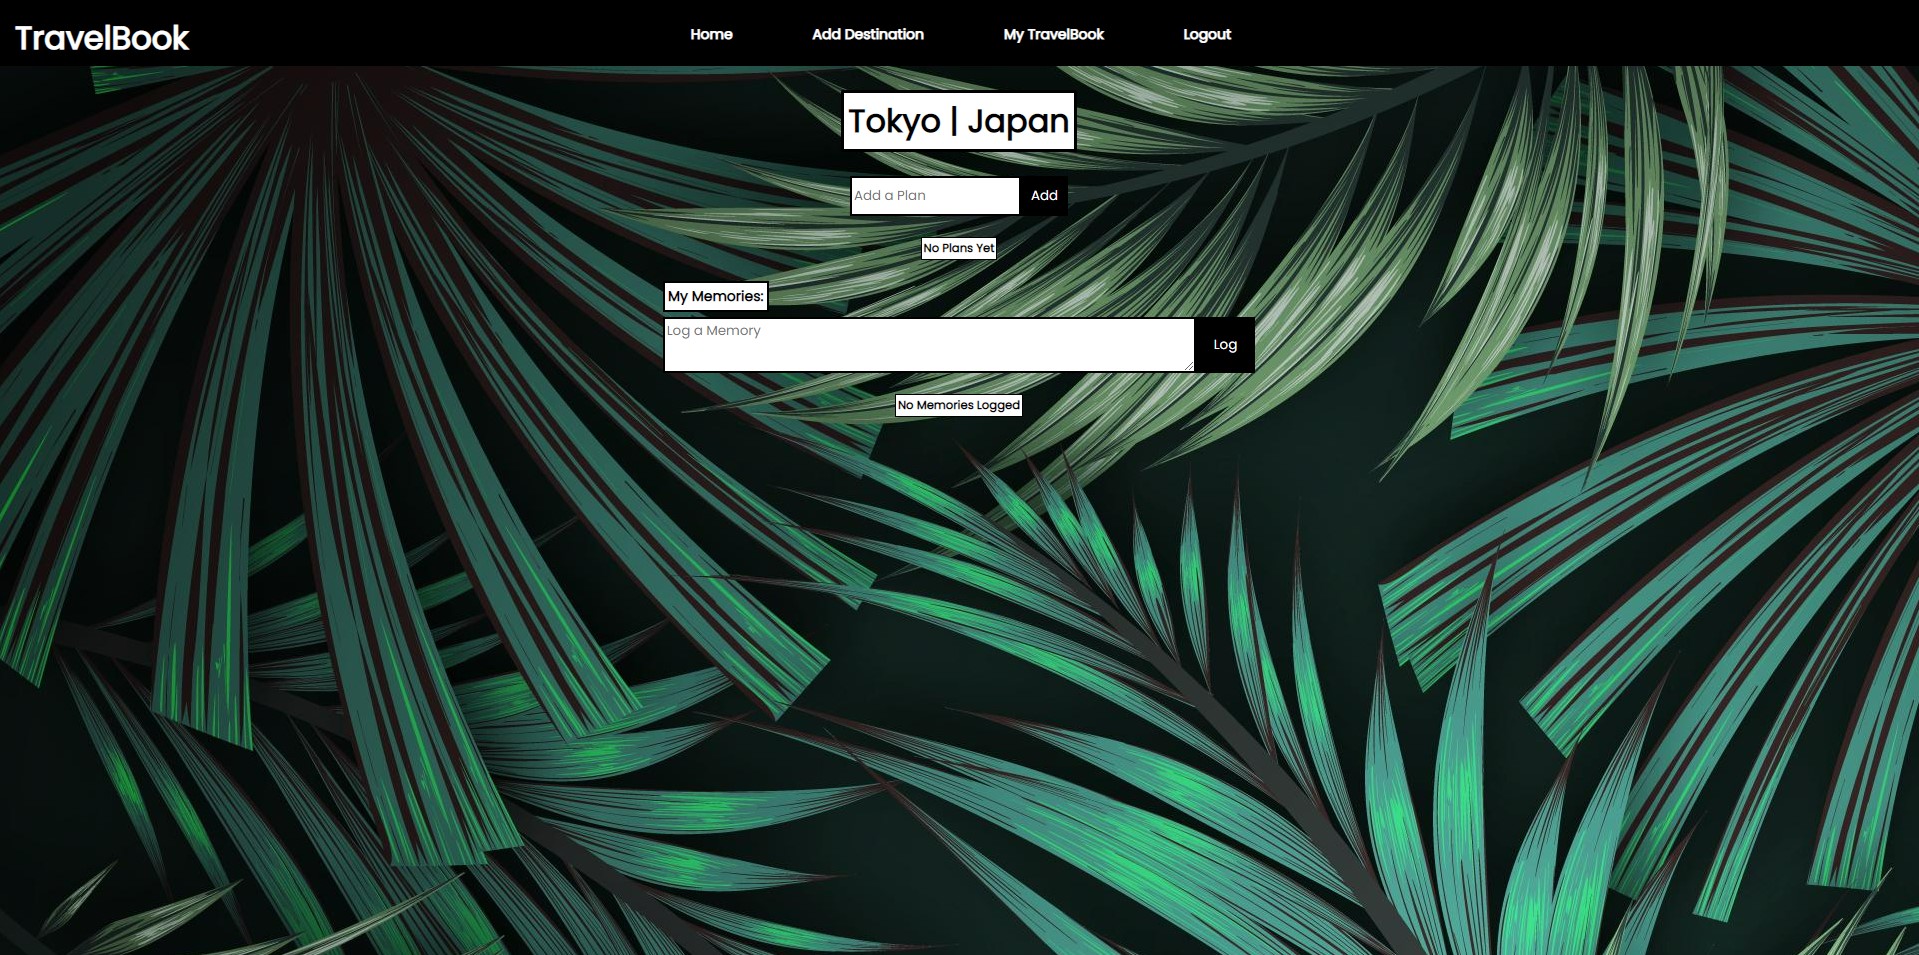 TravelBook
Home Add Destination My TravelBook Logout
Tokyo | Japan
Add a Plan Add
No Plans Yet
My Memories:
Log a Memory Log
No Memories Logged